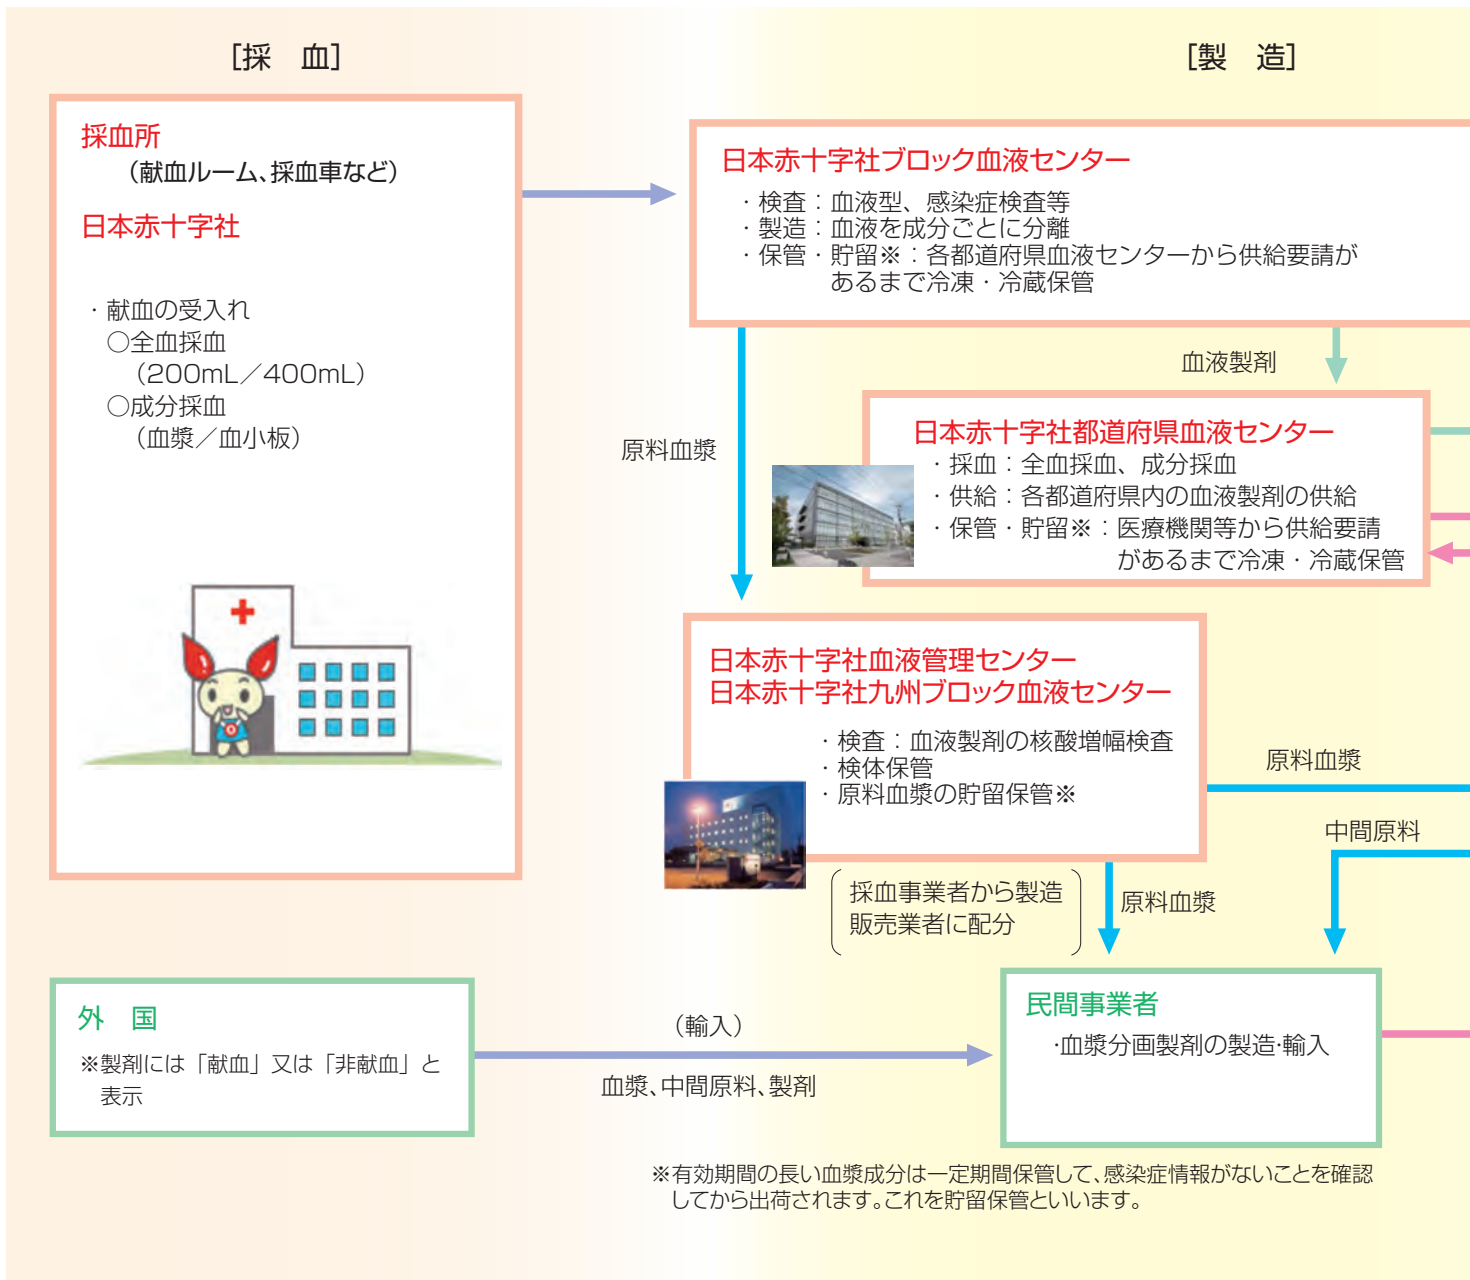 [採　血]
[製　造]
採血所
（献血ルーム、採血車など）
日本赤十字社
・献血の受入れ
○全血採血
（200mL／400mL）
○成分採血
（血漿／血小板）
日本赤十字社ブロック血液センター
・検査：血液型、感染症検査等
・製造：血液を成分ごとに分離
・保管・貯留※：各都道府県血液センターから供給要請が
あるまで冷凍・冷蔵保管
血液製剤
原料血漿
日本赤十字社都道府県血液センター
・採血：全血採血、成分採血
・供給：各都道府県内の血液製剤の供給
・保管・貯留※：医療機関等から供給要請
があるまで冷凍・冷蔵保管
日本赤十字社血液管理センター
日本赤十字社九州ブロック血液センター
・検査：血液製剤の核酸増幅検査
・検体保管
・原料血漿の貯留保管※
原料血漿
中間原料
採血事業者から製造
販売業者に配分
原料血漿
外　国
※製剤には「献血」又は「非献血」と
表示
（輸入）
血漿、中間原料、製剤
民間事業者
・血漿分画製剤の製造・輸入
※有効期間の長い血漿成分は一定期間保管して、感染症情報がないことを確認
してから出荷されます。これを貯留保管といいます。